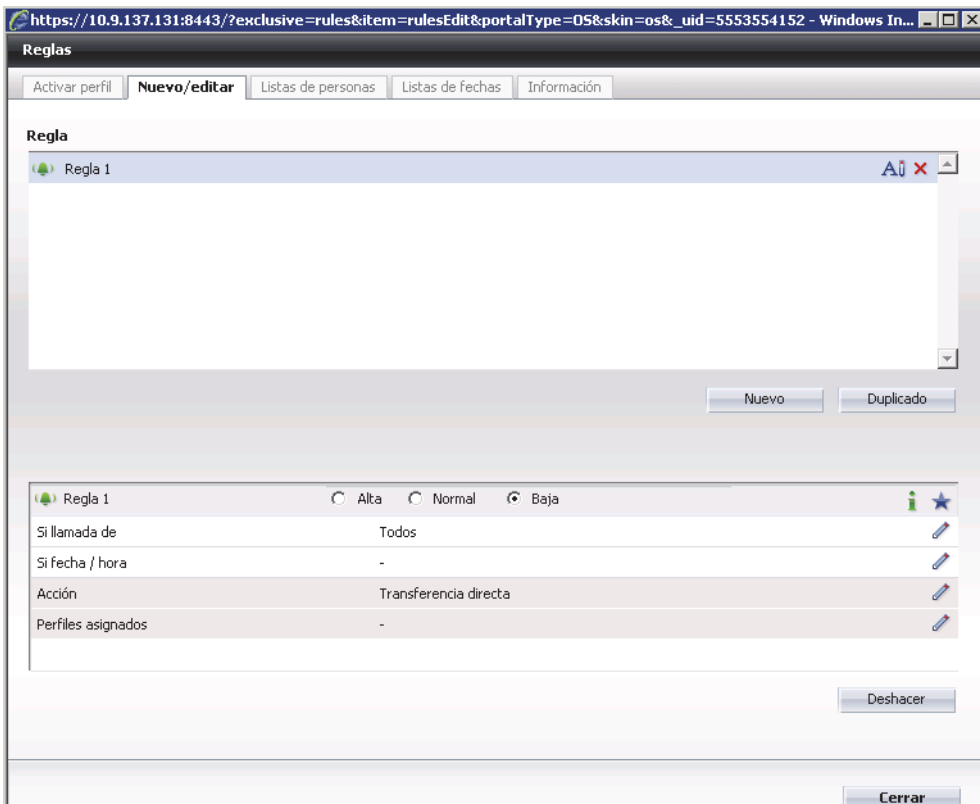 https://10.9.137.131:8443/?exclusive=rules&item=rulesEdit&portalType=OS&skin=os&_uid=5553554152 - Windows In...
Reglas
Activar perfil Nuevo/editar Listas de personas Listas de fechas Información
Regla
Regla 1
Nuevo Duplicado
Regla 1 Alta Normal Baja
Si llamada de Todos
Si fecha / hora -
Acción Transferencia directa
Perfiles asignados -
Deshacer
Cerrar